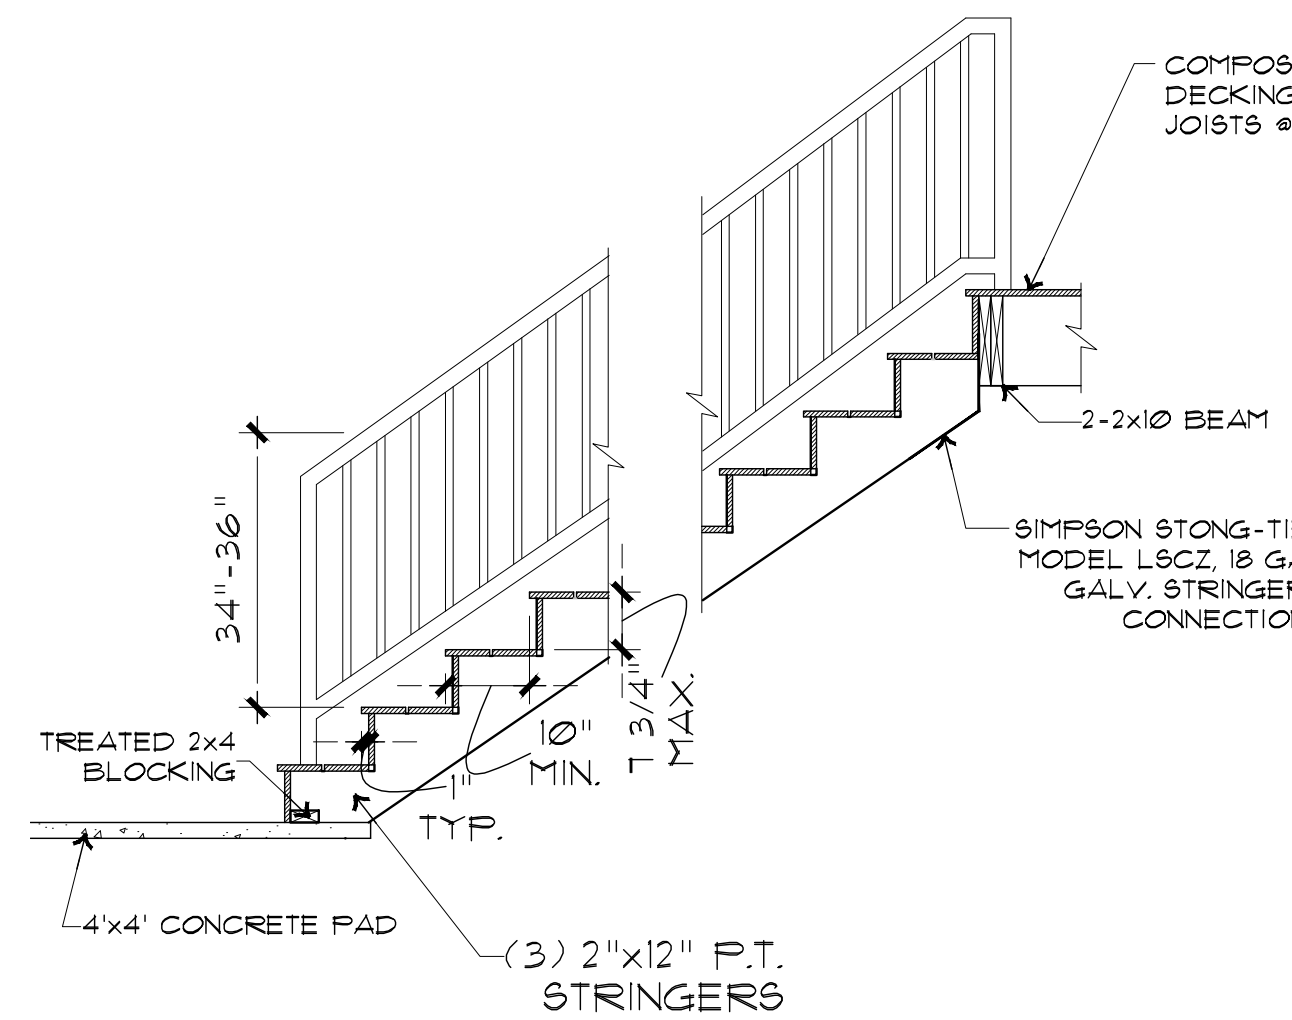 COMPOS
DECKING
JOISTS @
2-2x10 BEAM
SIMPSON STONG-TI
MODEL LSCZ, 18 GA
GALV. STRINGER
CONNECTIO
34"-36"
TREATED 2x4
BLOCKING
10"
MIN.
7 3/4"
MAX.
1"
TYP.
4'x4' CONCRETE PAD
(3) 2"x12" P.T.
STRINGERS